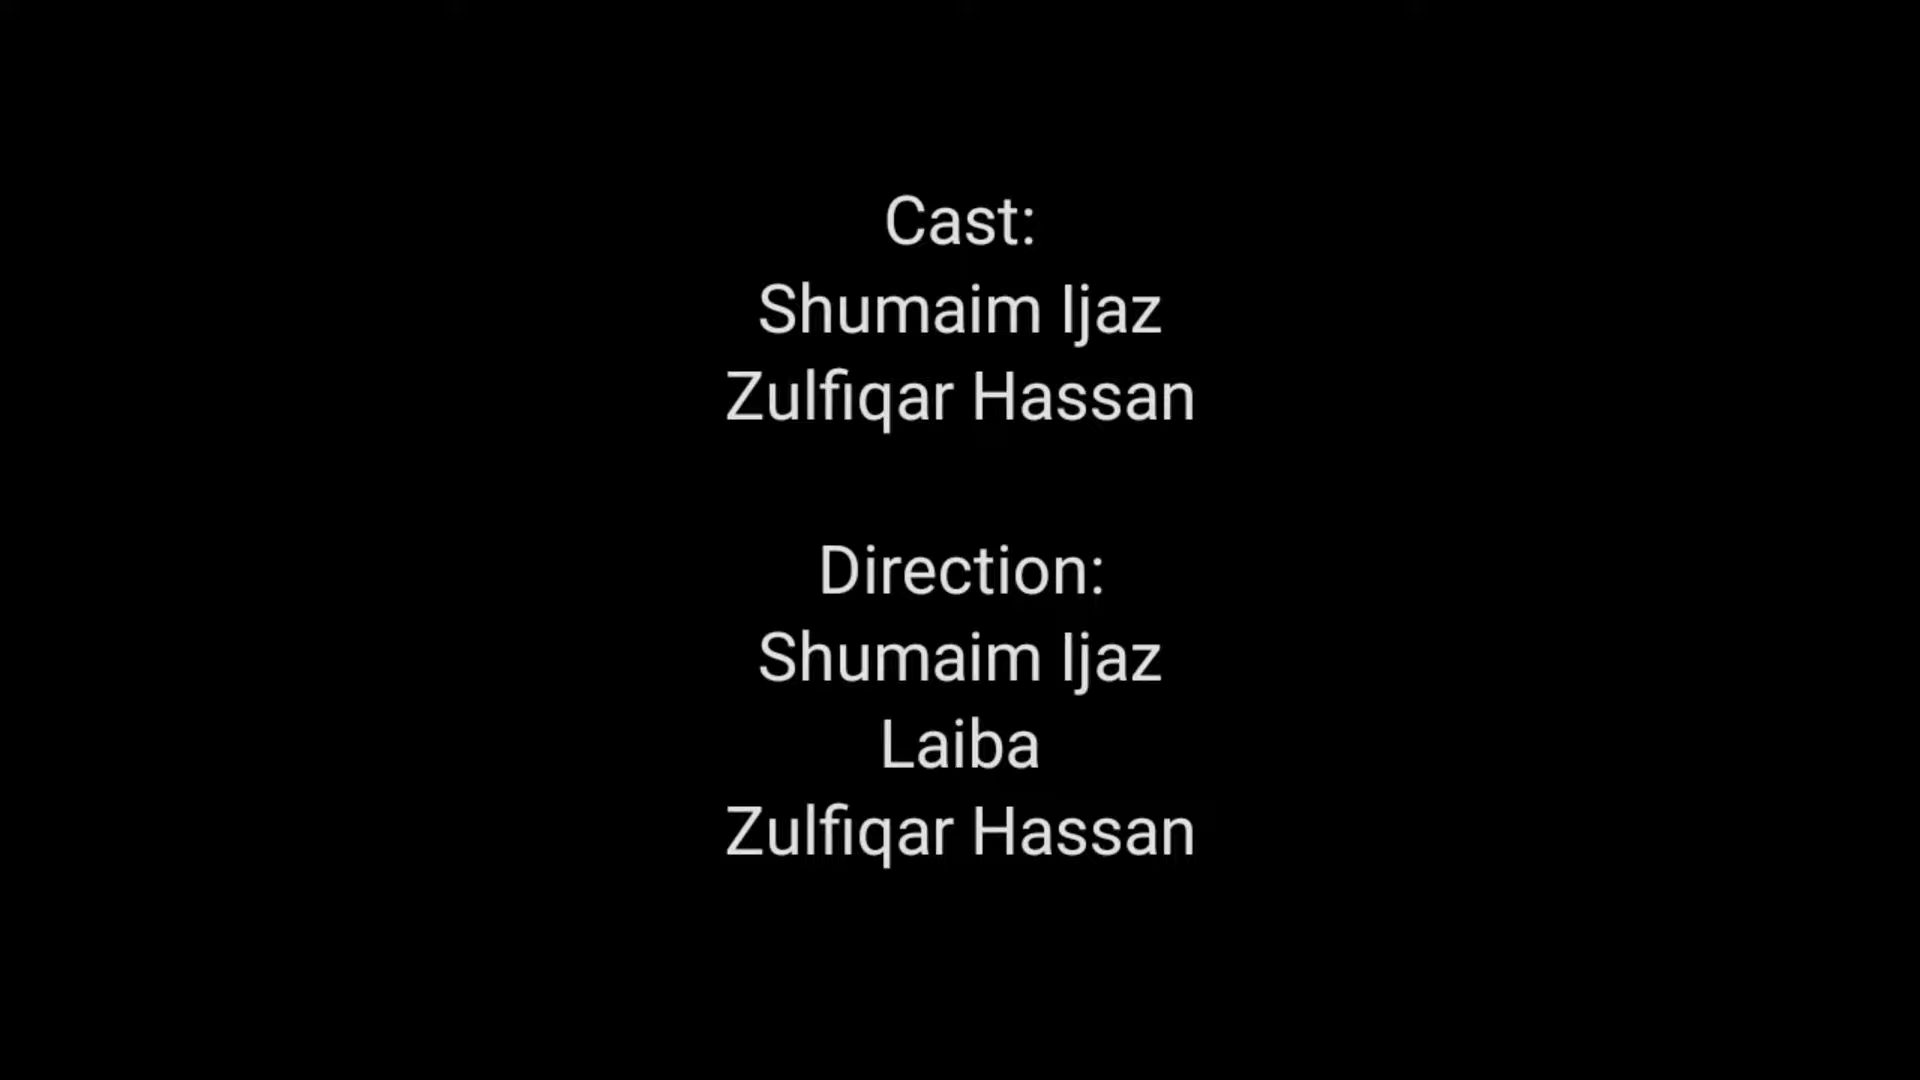 Cast:
Shumaim Ijaz
Zulfiqar Hassan
Direction:
Shumaim Ijaz
Laiba
Zulfiqar Hassan